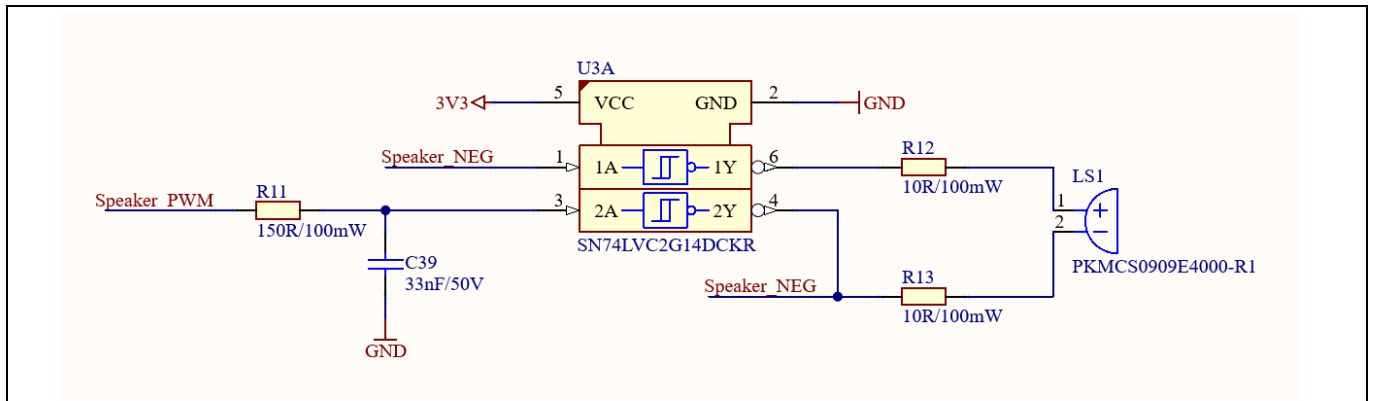 U3A
3V3
5
VCC
GND
2
GND
Speaker_NEG
1
1A
1Y
6
R12
10R/100mW
LS1
Speaker_PWM
R11
150R/100mW
3
2A
2Y
4
1
2
+
−
SN74LVC2G14DCKR
PKMCS0909E4000-R1
C39
33nF/50V
Speaker_NEG
R13
10R/100mW
GND